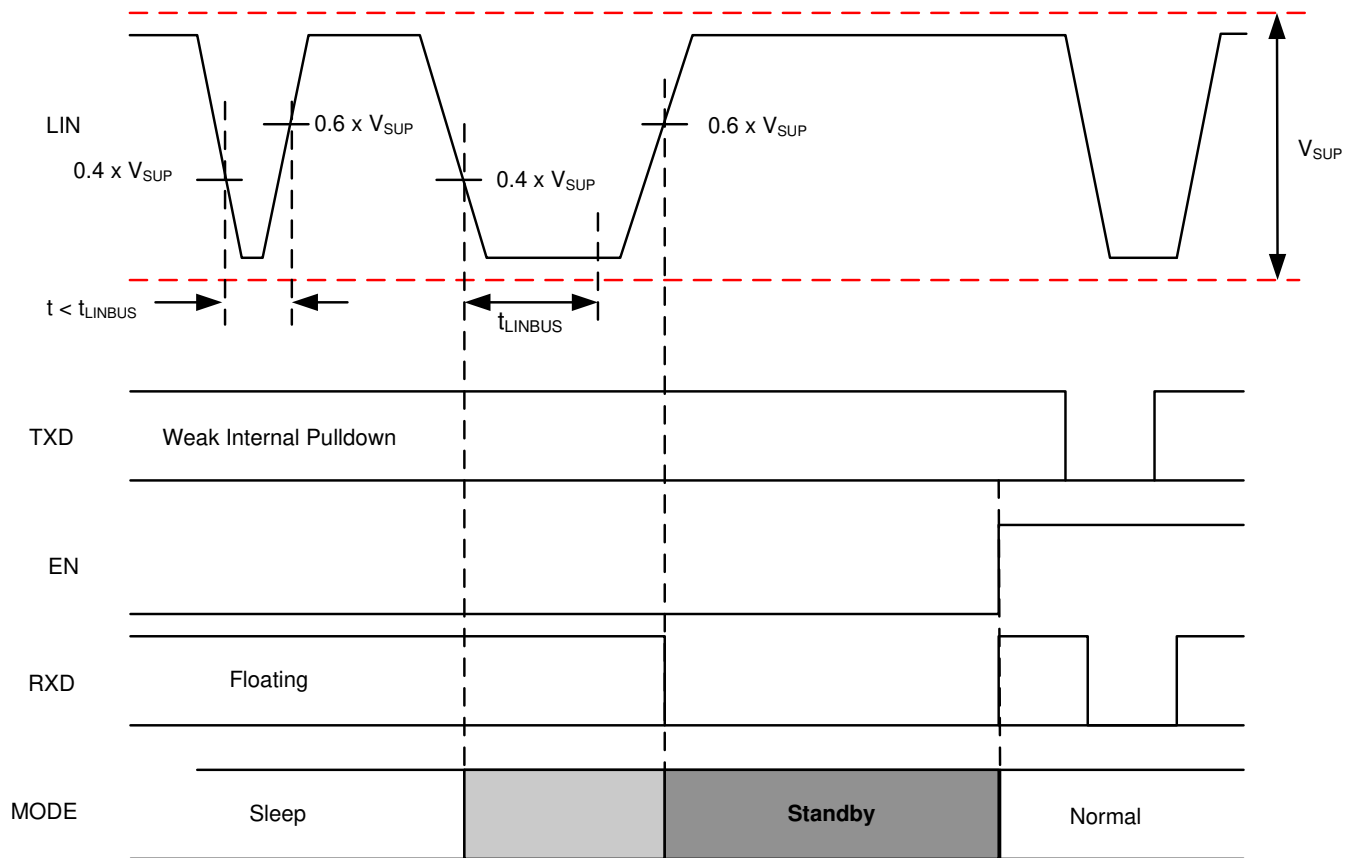 LIN
0.6 x VSUP
0.4 x VSUP
0.4 x VSUP
0.6 x VSUP
VSUP
t < tLINBUS
tLINBUS
TXD
Weak Internal Pulldown
EN
RXD
Floating
MODE
Sleep
Standby
Normal